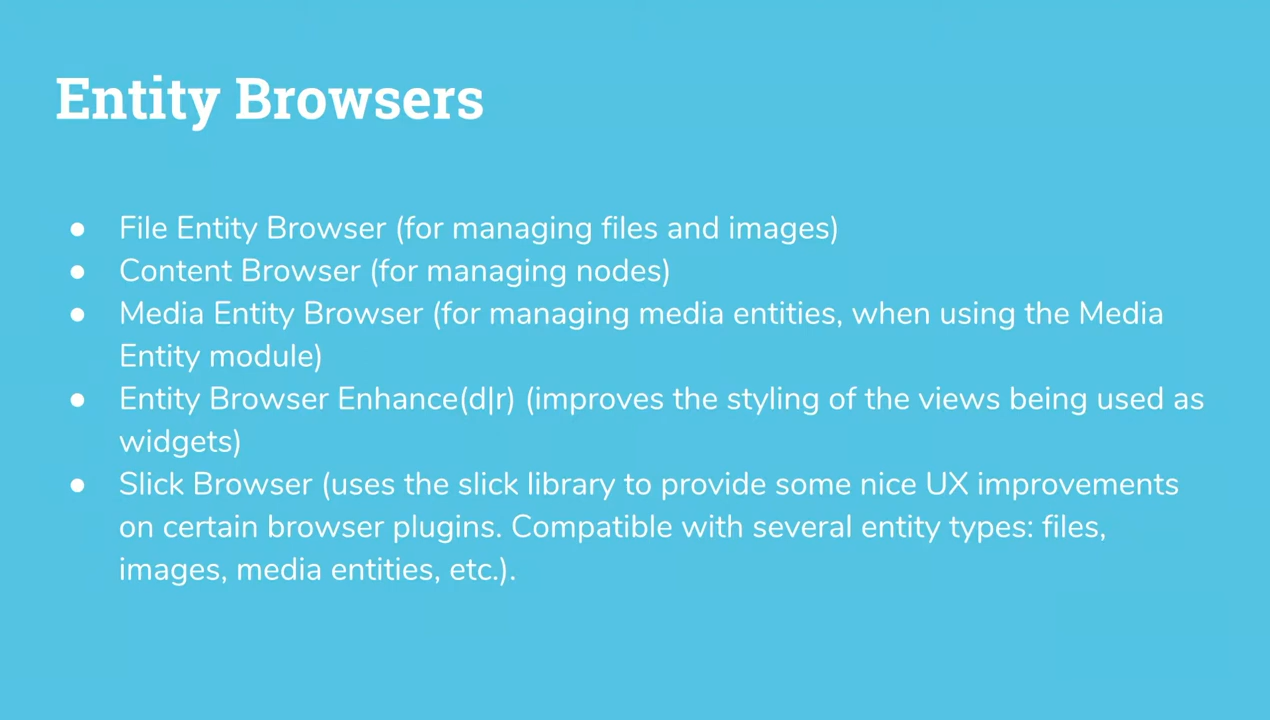 Entity Browsers
● File Entity Browser (for managing files and images)
● Content Browser (for managing nodes)
● Media Entity Browser (for managing media entities, when using the Media
Entity module)
● Entity Browser Enhance(d|r) (improves the styling of the views being used as
widgets)
● Slick Browser (uses the slick library to provide some nice UX improvements
on certain browser plugins. Compatible with several entity types: files,
images, media entities, etc.).